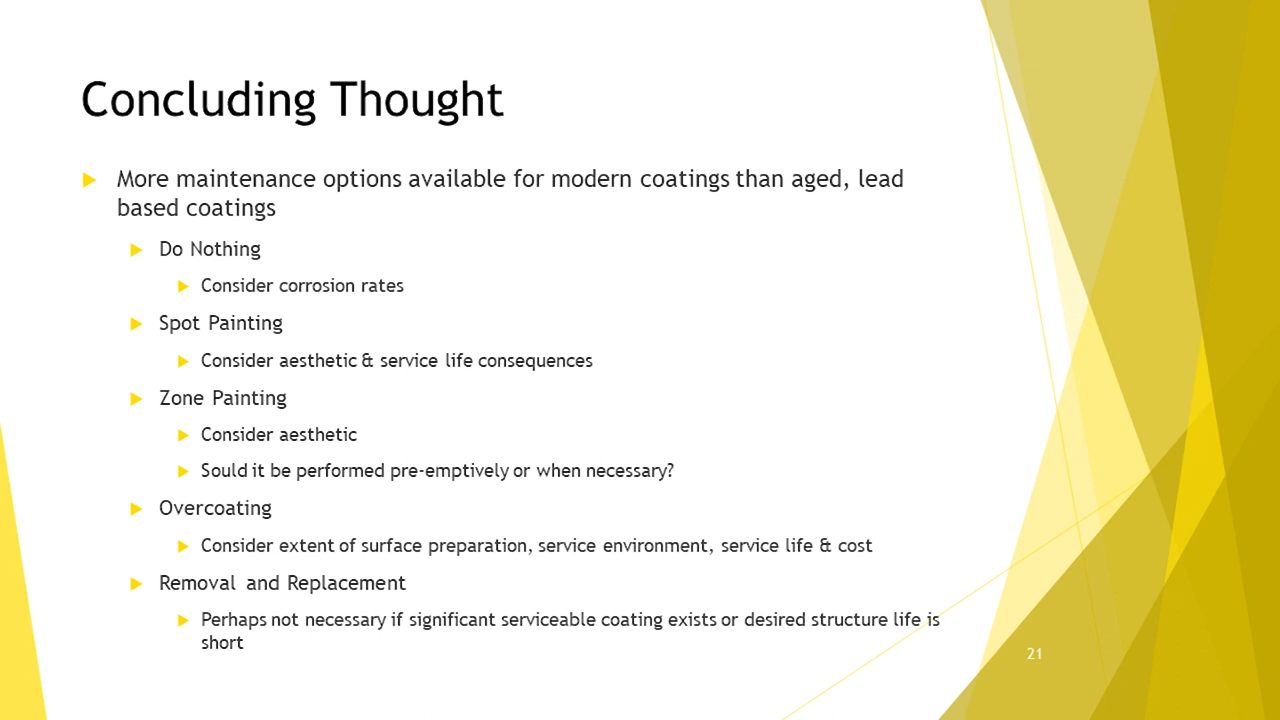 Concluding Thought
More maintenance options available for modern coatings than aged, lead
based coatings
Do Nothing
Consider corrosion rates
Spot Painting
Consider aesthetic & service life consequences
Zone Painting
Consider aesthetic
Sould it be performed pre-emptively or when necessary?
Overcoating
Consider extent of surface preparation, service environment, service life & cost
Removal and Replacement
Perhaps not necessary if significant serviceable coating exists or desired structure life is
short
21